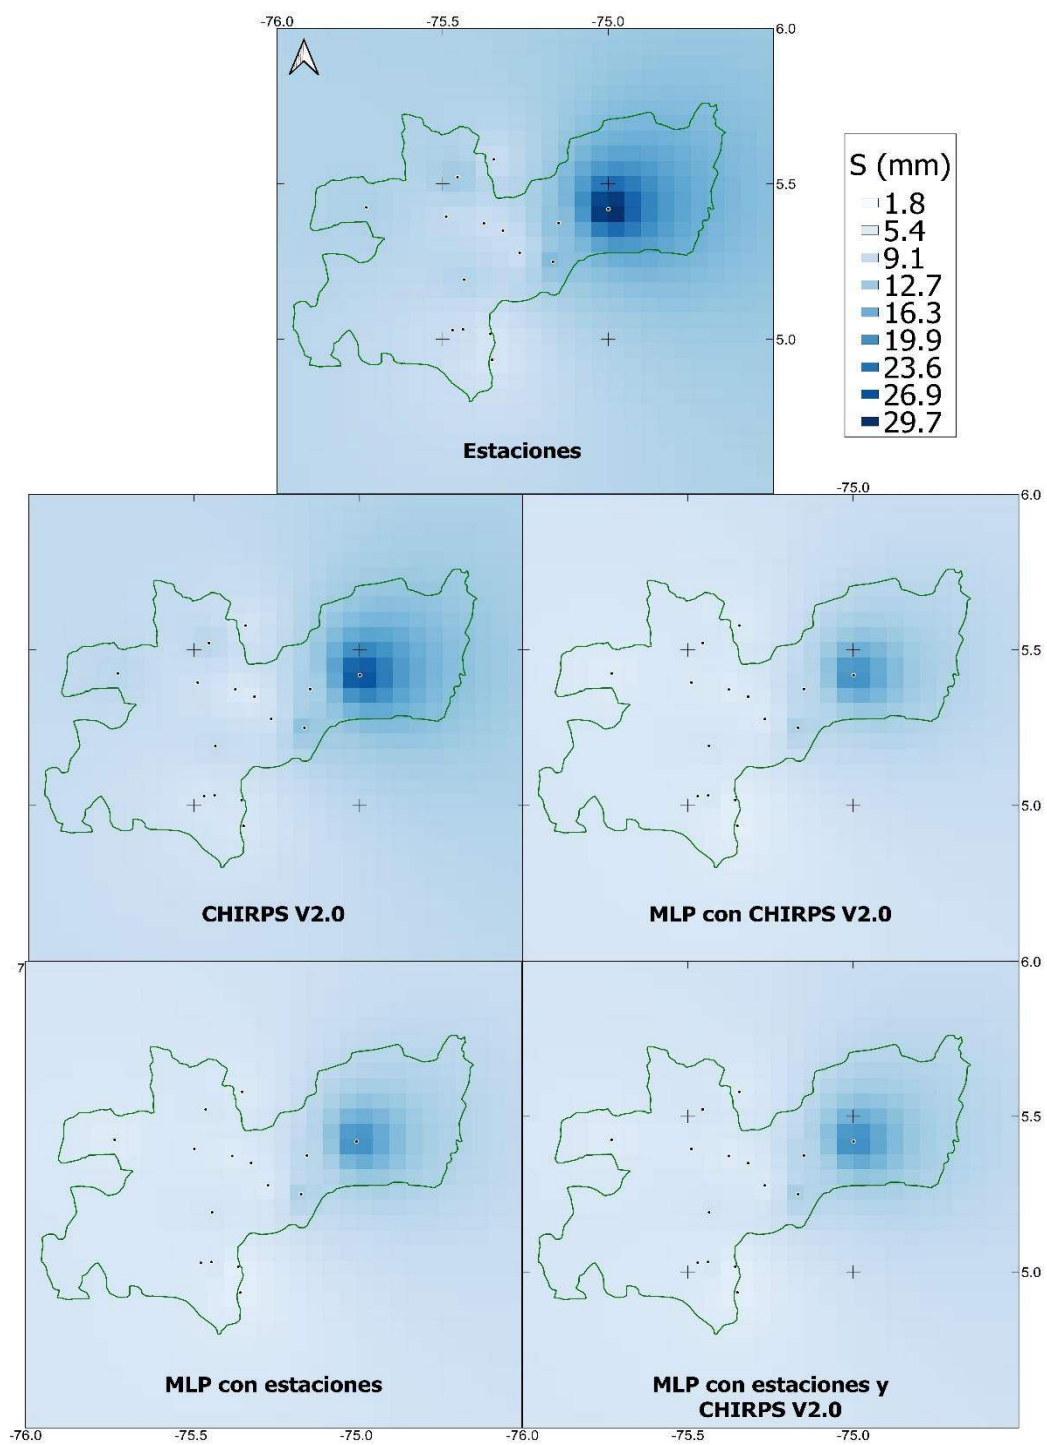 -76.0 -75.5 -75.0
6.0
5.5
5.0
S (mm)
1.8
5.4
9.1
12.7
16.3
19.9
23.6
26.9
29.7
Estaciones
-75.0
6.0
5.5
5.0
CHIRPS V2.0
MLP con CHIRPS V2.0
7
6.0
5.5
5.0
MLP con estaciones
MLP con estaciones y
CHIRPS V2.0
-76.0 -75.5 -75.0 -76.0 -75.5 -75.0